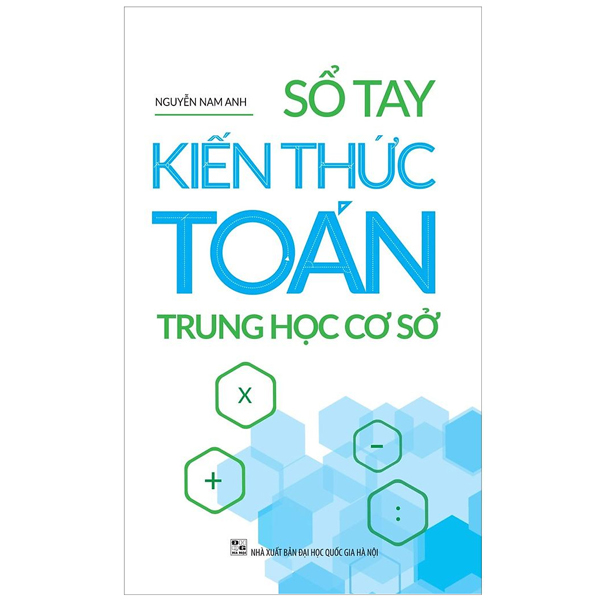 NGUYỄN NAM ANH
SỔ TAY
KIẾN THỨC
TOÁN
TRUNG HỌC CƠ SỞ
X
-
+
:
NHÀ XUẤT BẢN ĐẠI HỌC QUỐC GIA HÀ NỘI